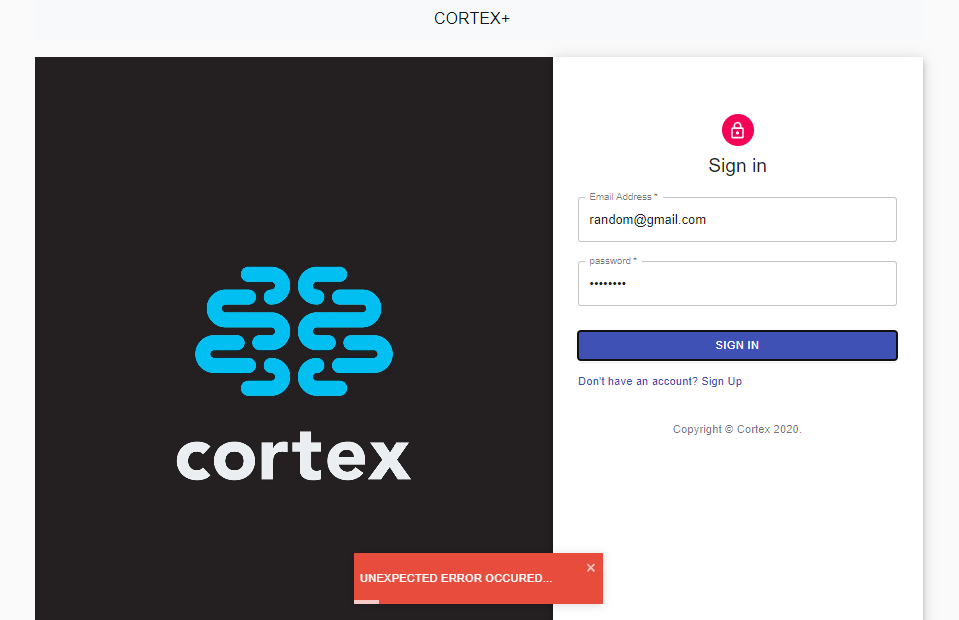 CORTEX+
Sign in
Email Address *
random@gmail.com
password *
••••••••
SIGN IN
Don't have an account? Sign Up
Copyright © Cortex 2020.
cortex
UNEXPECTED ERROR OCCURED...